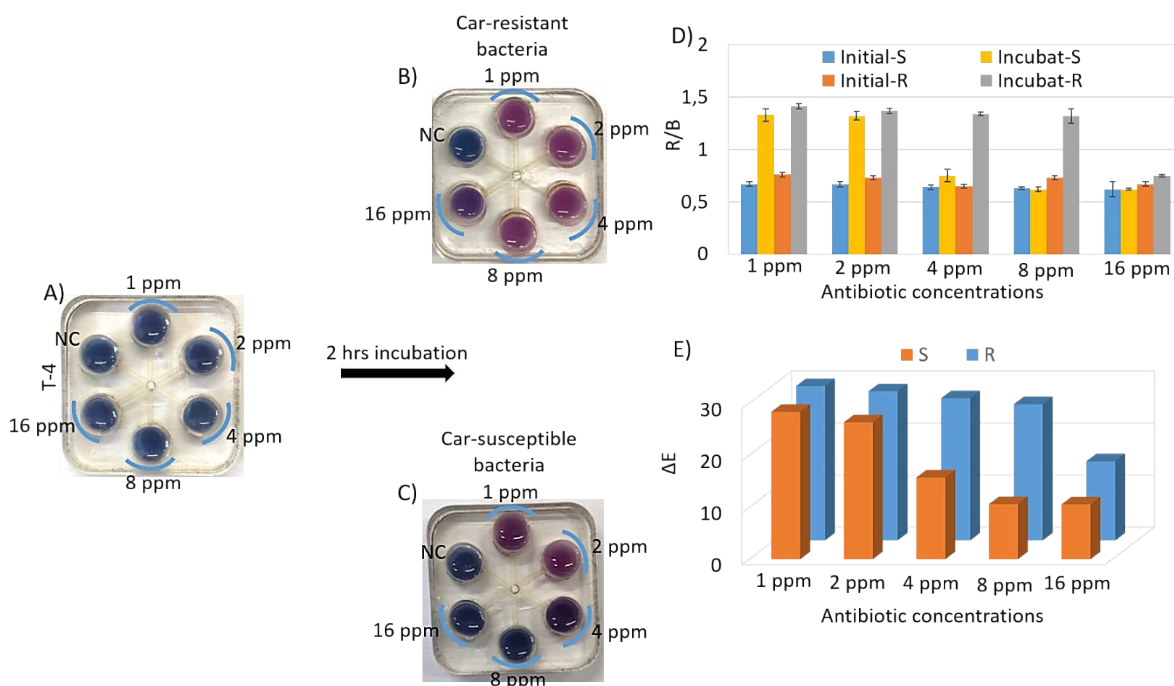 A)
1 ppm
NC
2 ppm
T-4
16 ppm
4 ppm
8 ppm
2 hrs incubation
Car-resistant
bacteria
B)
1 ppm
NC
2 ppm
16 ppm
4 ppm
8 ppm
Car-susceptible
bacteria
C)
1 ppm
NC
2 ppm
16 ppm
4 ppm
8 ppm
D)
Initial-S
Incubat-S
Initial-R
Incubat-R
R/B
2
1,5
1
0,5
0
1 ppm 2 ppm 4 ppm 8 ppm 16 ppm
Antibiotic concentrations
E)
S R
ΔE
30
20
10
0
1 ppm 2 ppm 4 ppm 8 ppm 16 ppm
Antibiotic concentrations